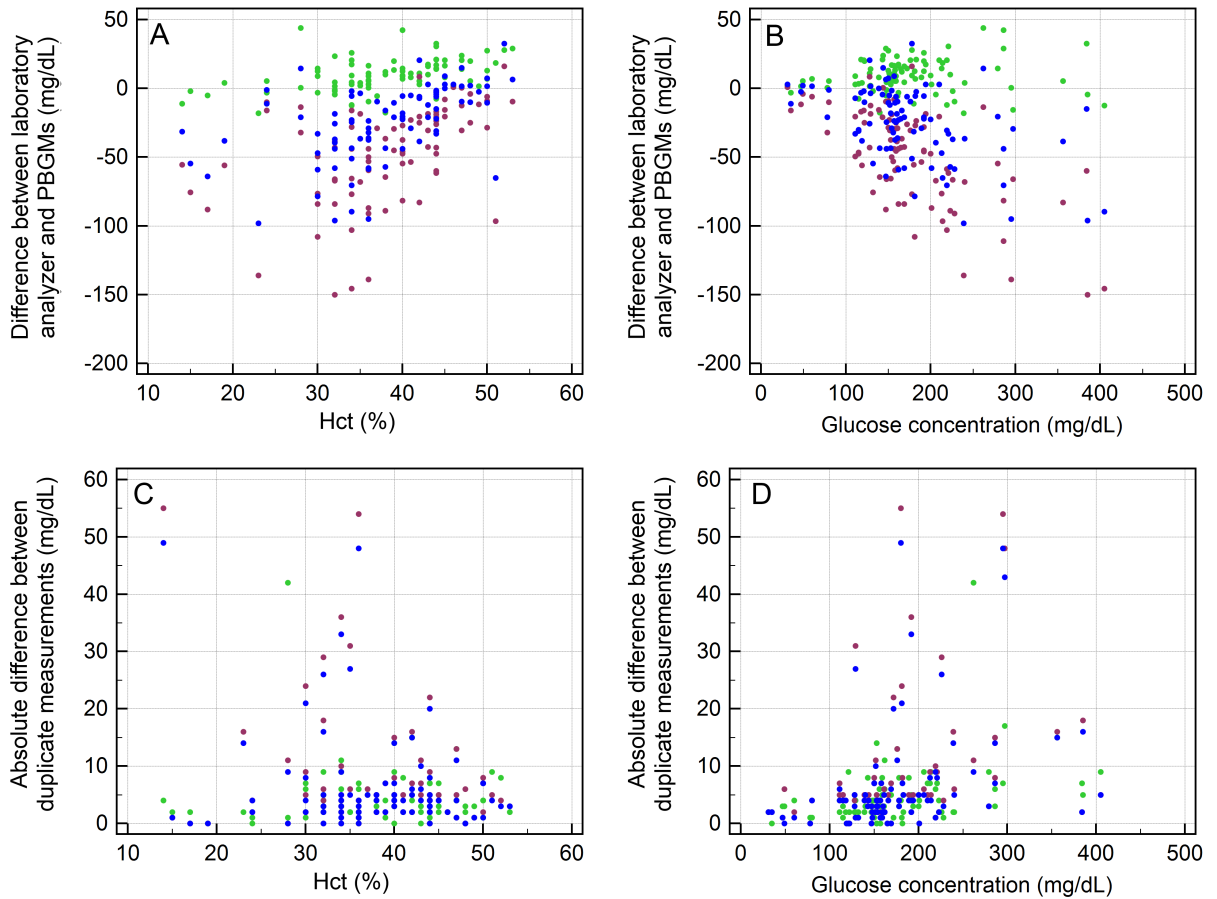 A
Difference between laboratory
analyzer and PBGMs (mg/dL)
50
0
-50
-100
-150
-200
10 20 30 40 50 60
Hct (%)
B
Difference between laboratory
analyzer and PBGMs (mg/dL)
50
0
-50
-100
-150
-200
0 100 200 300 400 500
Glucose concentration (mg/dL)
C
Absolute difference between
duplicate measurements (mg/dL)
60
50
40
30
20
10
0
10 20 30 40 50 60
Hct (%)
D
Absolute difference between
duplicate measurements (mg/dL)
60
50
40
30
20
10
0
0 100 200 300 400 500
Glucose concentration (mg/dL)